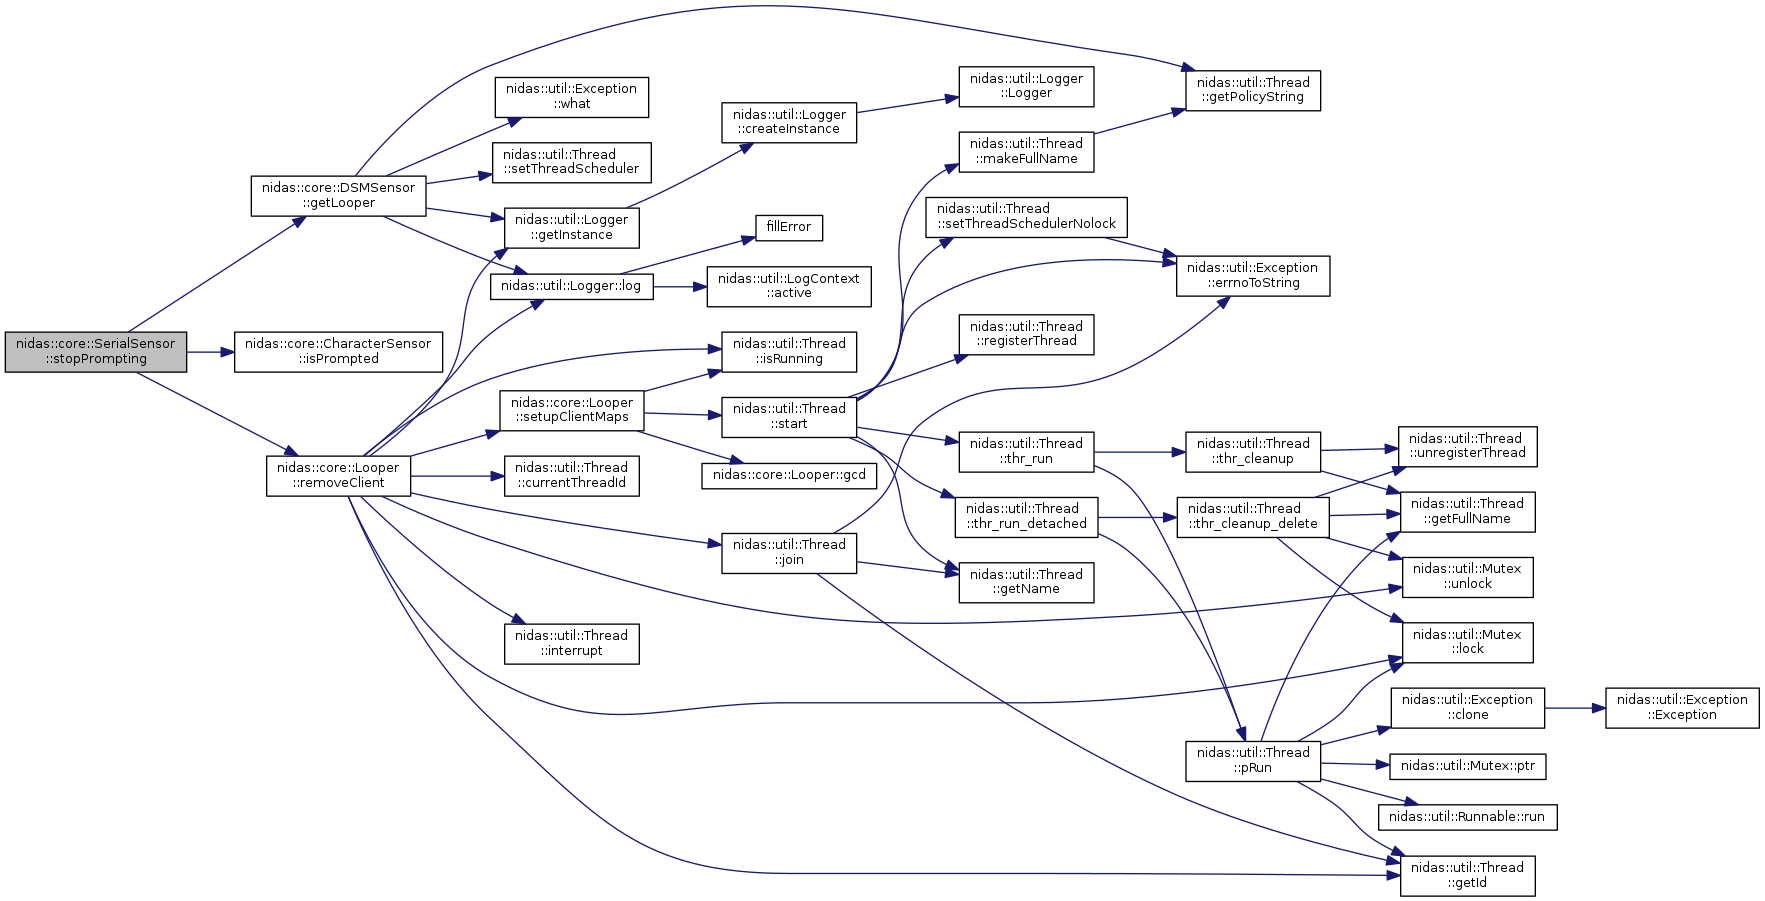 nidas::core::SerialSensor
::stopPrompting
nidas::core::DSMSensor
::getLooper
nidas::core::CharacterSensor
::isPrompted
nidas::core::Looper
::removeClient
nidas::util::Exception
::what
nidas::util::Thread
::setThreadScheduler
nidas::util::Logger
::getInstance
nidas::util::Logger::log
nidas::core::Looper
::setupClientMaps
nidas::util::Thread
::currentThreadId
nidas::util::Thread
::interrupt
nidas::util::Logger
::createInstance
fillError
nidas::util::LogContext
::active
nidas::util::Thread
::isRunning
nidas::util::Thread
::start
nidas::core::Looper::gcd
nidas::util::Thread
::join
nidas::util::Logger
::Logger
nidas::util::Thread
::makeFullName
nidas::util::Thread
::setThreadSchedulerNolock
nidas::util::Thread
::registerThread
nidas::util::Thread
::thr_run
nidas::util::Thread
::thr_run_detached
nidas::util::Thread
::getName
nidas::util::Thread
::getPolicyString
nidas::util::Exception
::errnoToString
nidas::util::Thread
::thr_cleanup
nidas::util::Thread
::thr_cleanup_delete
nidas::util::Thread
::pRun
nidas::util::Thread
::unregisterThread
nidas::util::Thread
::getFullName
nidas::util::Mutex
::unlock
nidas::util::Mutex
::lock
nidas::util::Exception
::clone
nidas::util::Mutex::ptr
nidas::util::Runnable::run
nidas::util::Thread
::getId
nidas::util::Exception
::Exception